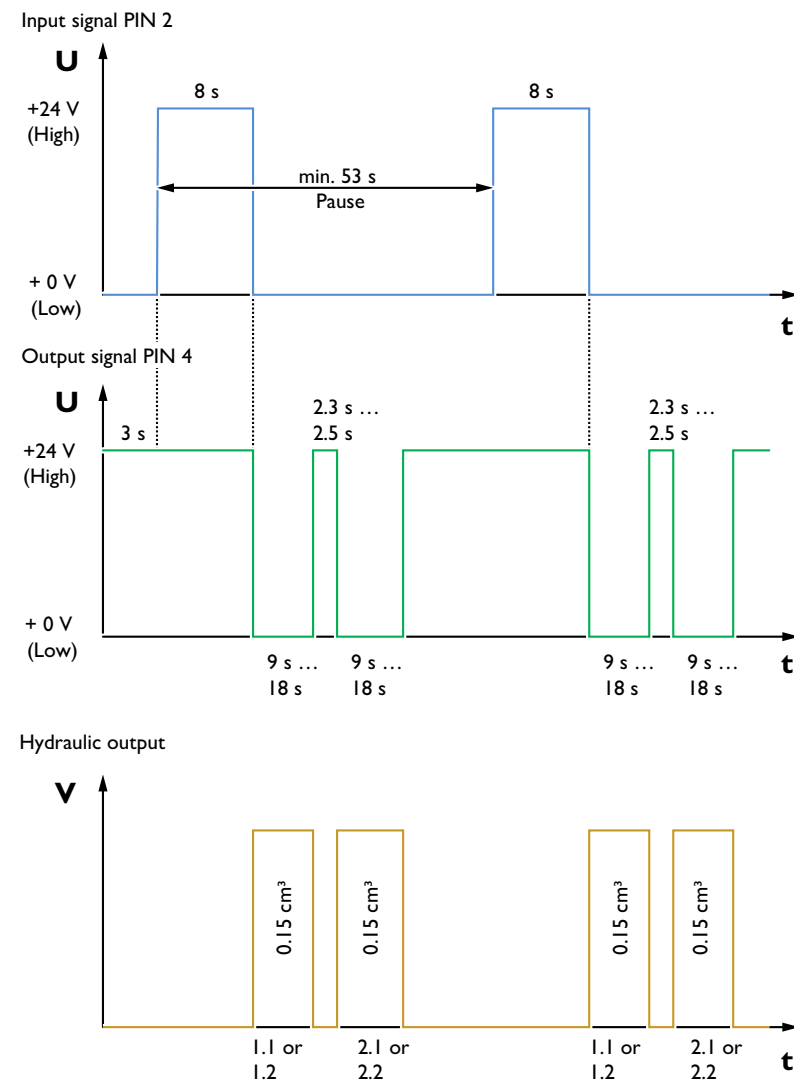 Input signal PIN 2
U
8 s
8 s
+24 V
(High)
min. 53 s
Pause
+ 0 V
(Low)
t
Output signal PIN 4
U
2.3 s …
2.5 s
2.3 s …
2.5 s
3 s
+24 V
(High)
+ 0 V
(Low)
t
9 s …
18 s
9 s …
18 s
9 s …
18 s
9 s …
18 s
Hydraulic output
V
0.15 cm³
0.15 cm³
0.15 cm³
0.15 cm³
1.1 or
1.2
2.1 or
2.2
1.1 or
1.2
2.1 or
2.2
t